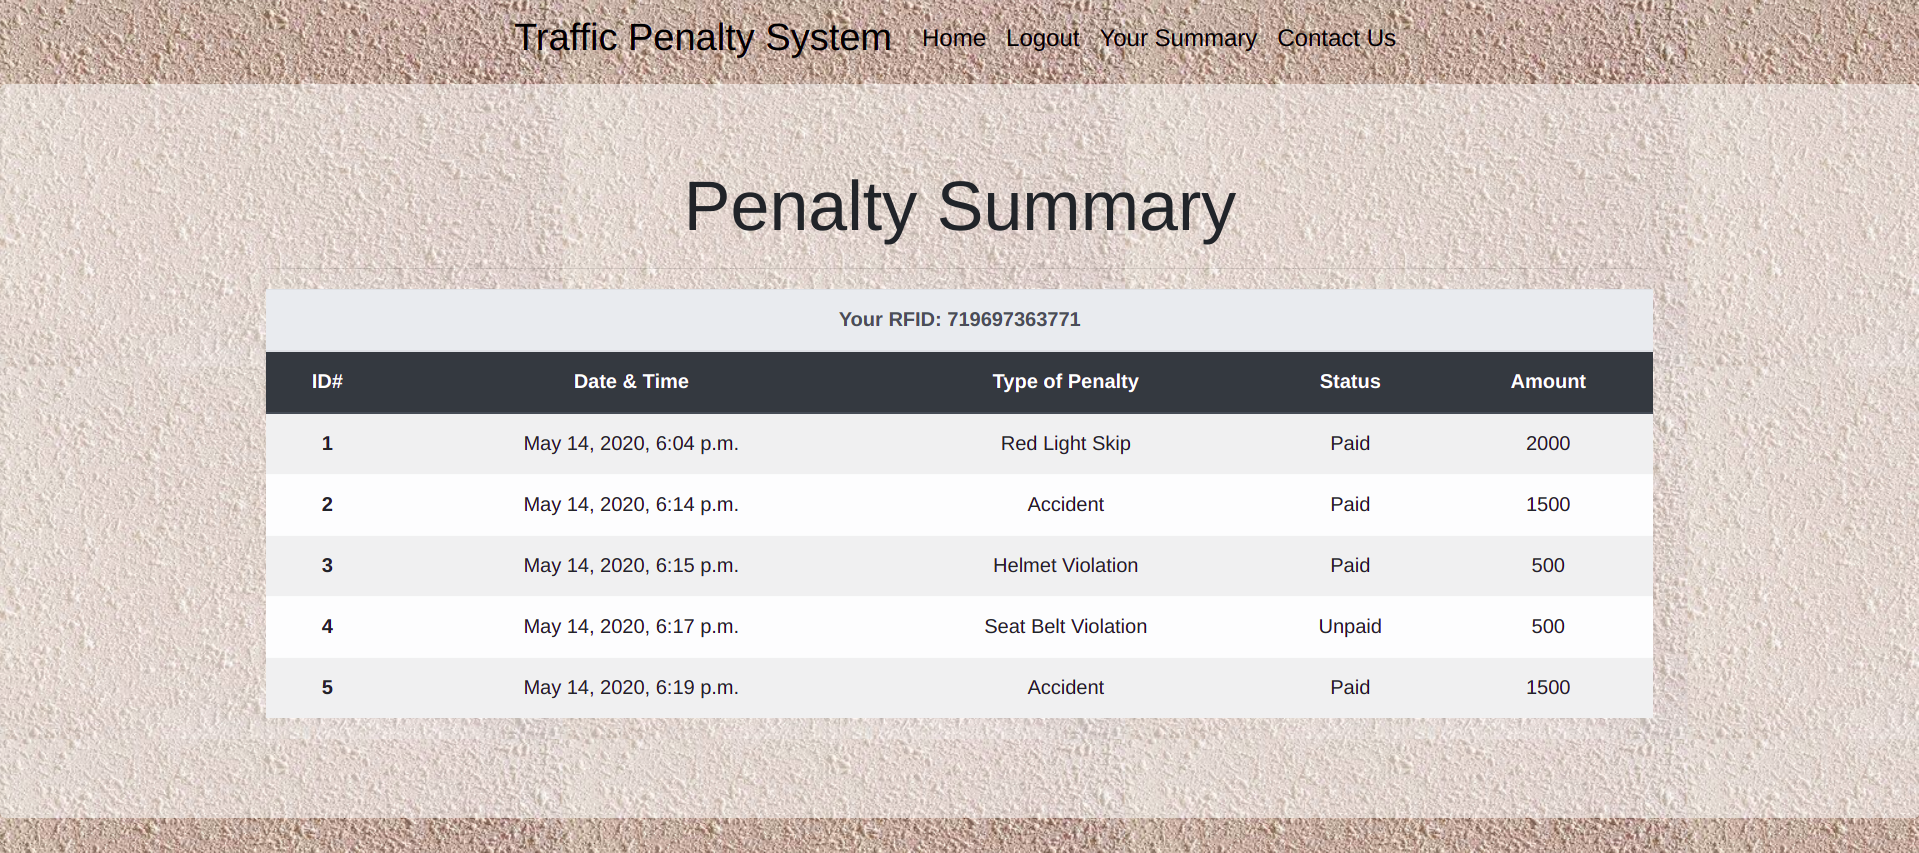 Traffic Penalty System Home Logout Your Summary Contact Us
Penalty Summary
Your RFID: 719697363771
ID# Date & Time Type of Penalty Status Amount
1 May 14, 2020, 6:04 p.m. Red Light Skip Paid 2000
2 May 14, 2020, 6:14 p.m. Accident Paid 1500
3 May 14, 2020, 6:15 p.m. Helmet Violation Paid 500
4 May 14, 2020, 6:17 p.m. Seat Belt Violation Unpaid 500
5 May 14, 2020, 6:19 p.m. Accident Paid 1500